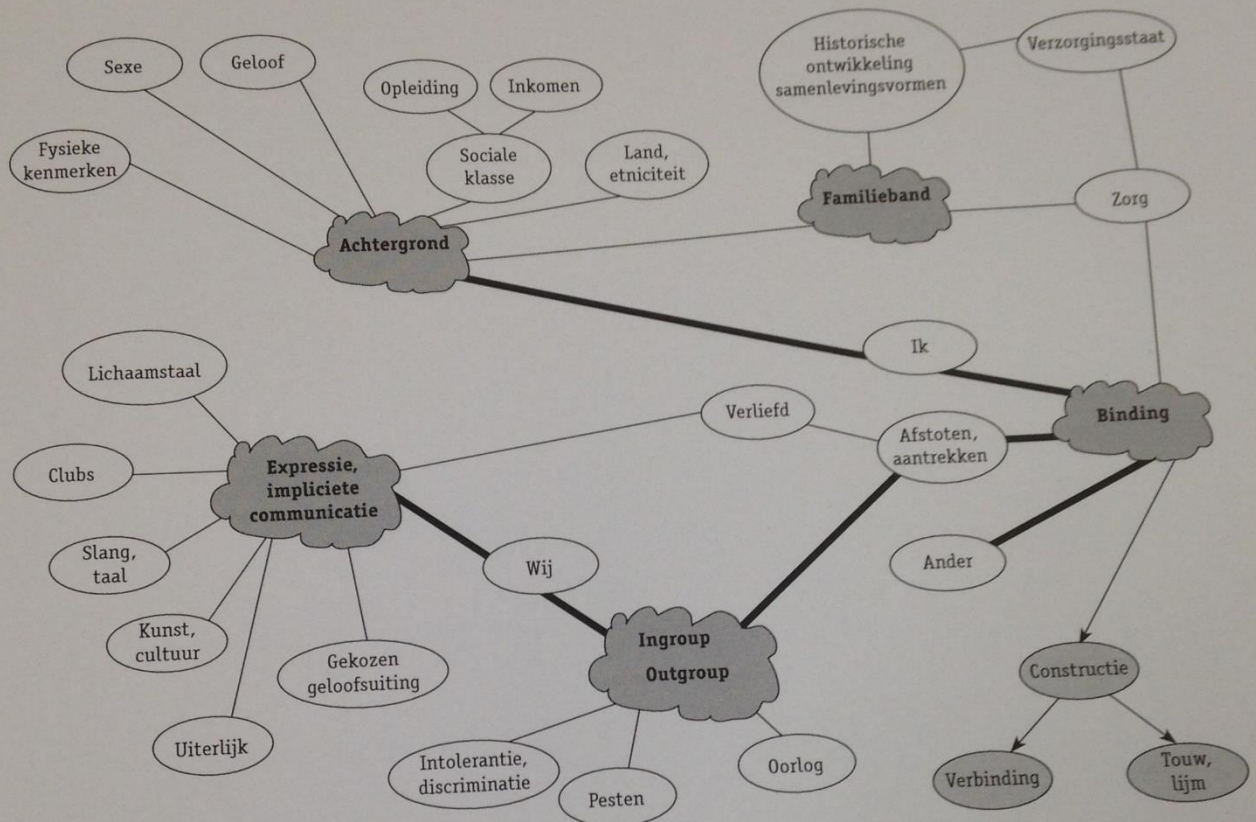 Historische
ontwikkeling
samenlevingsvormen
Verzorgingsstaat
Sexe
Geloof
Opleiding
Inkomen
Fysieke
kenmerken
Sociale
klasse
Land,
etniciteit
Familieband
Zorg
Achtergrond
Ik
Lichaamstaal
Verliefd
Afstoten,
aantrekken
Binding
Clubs
Expressie,
impliciete
communicatie
Slang,
taal
Wij
Ander
Kunst,
cultuur
Gekozen
geloofsuiting
Ingroup
Outgroup
Constructie
Uiterlijk
Intolerantie,
discriminatie
Pesten
Oorlog
Verbinding
Touw,
lijm